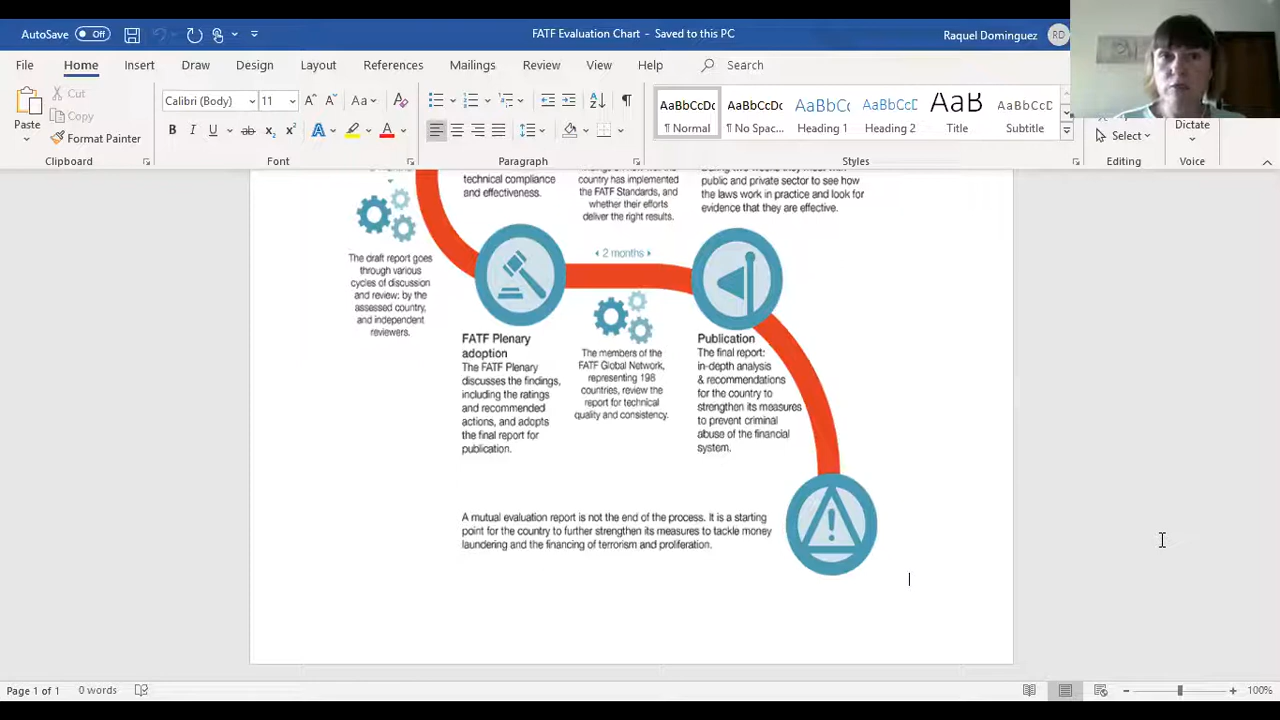 AutoSave Off
FATF Evaluation Chart - Saved to this PC
Raquel Dominguez RD
File Home Insert Draw Design Layout References Mailings Review View Help Search
Paste
Cut
Copy
Format Painter
Clipboard
Calibri (Body) 11
Font
Paragraph
AaBbCcDc AaBbCcDc AaBbCc AaBbCcD AaB AaBbCcD
¶ Normal ¶ No Spac... Heading 1 Heading 2 Title Subtitle
Styles
Select
Editing
Dictate
Voice
technical compliance
and effectiveness.
country has implemented
the FATF Standards, and
whether their efforts
deliver the right results.
public and private sector to see how
the laws work in practice and look for
evidence that they are effective.
The draft report goes
through various
cycles of discussion
and review: by the
assessed country,
and independent
reviewers.
2 months
FATF Plenary
adoption
The FATF Plenary
discusses the findings,
including the ratings
and recommended
actions, and adopts
the final report for
publication.
The members of the
FATF Global Network,
representing 198
countries, review the
report for technical
quality and consistency.
Publication
The final report:
in-depth analysis
& recommendations
for the country to
strengthen its measures
to prevent criminal
abuse of the financial
system.
A mutual evaluation report is not the end of the process. It is a starting
point for the country to further strengthen its measures to tackle money
laundering and the financing of terrorism and proliferation.
Page 1 of 1 0 words
100%